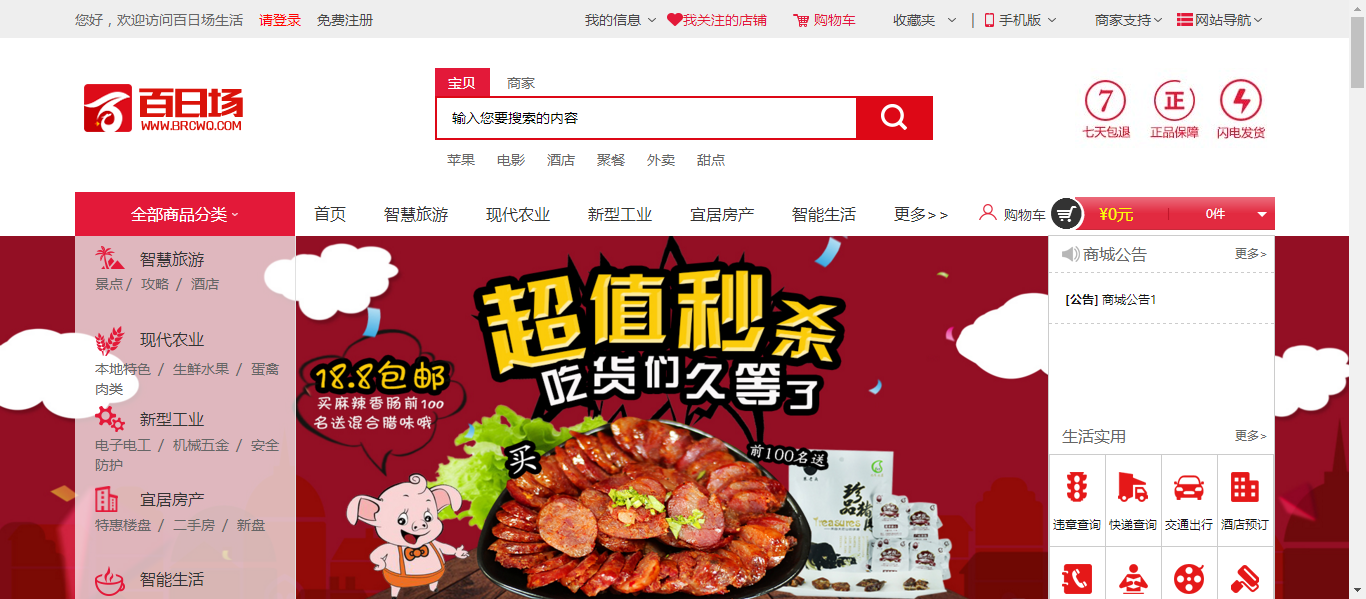 您好，欢迎访问百日场生活 请登录 免费注册 我的信息 我关注的店铺 购物车 收藏夹 | 手机版 商家支持 网站导航
宝贝 商家
百日场
WWW.BRCWO.COM
输入您要搜索的内容
苹果 电影 酒店 聚餐 外卖 甜点
7 正
七天包退 正品保障 闪电发货
全部商品分类 首页 智慧旅游 现代农业 新型工业 宜居房产 智能生活 更多>> 购物车 ¥0元 0件
智慧旅游
景点 / 攻略 / 酒店
现代农业
本地特色 / 生鲜水果 / 蛋禽
肉类
新型工业
电子电工 / 机械五金 / 安全
防护
宜居房产
特惠楼盘 / 二手房 / 新盘
智能生活
超值秒杀
吃货们久等了
18.8包邮
买麻辣香肠前100
名送混合腊味哦
买
前100名送
珍品腊肉
Treasures
商城公告 更多>
[公告] 商城公告1
生活实用 更多>
违章查询 快递查询 交通出行 酒店预订